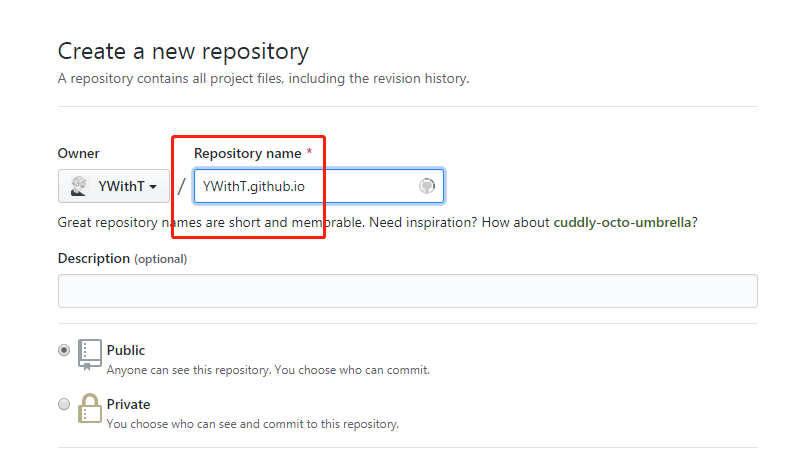 Create a new repository
A repository contains all project files, including the revision history.
Owner Repository name *
YWithT / YWithT.github.io
Great repository names are short and memorable. Need inspiration? How about cuddly-octo-umbrella?
Description (optional)
Public
Anyone can see this repository. You choose who can commit.
Private
You choose who can see and commit to this repository.